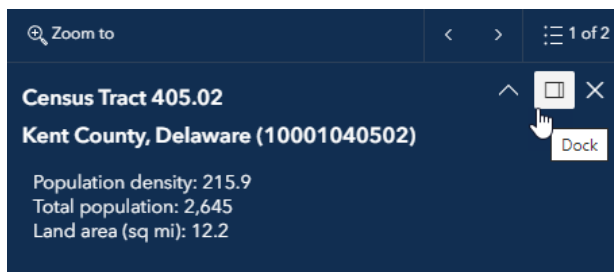 Zoom to
1 of 2
Census Tract 405.02
Kent County, Delaware (10001040502)
Dock
Population density: 215.9
Total population: 2,645
Land area (sq mi): 12.2